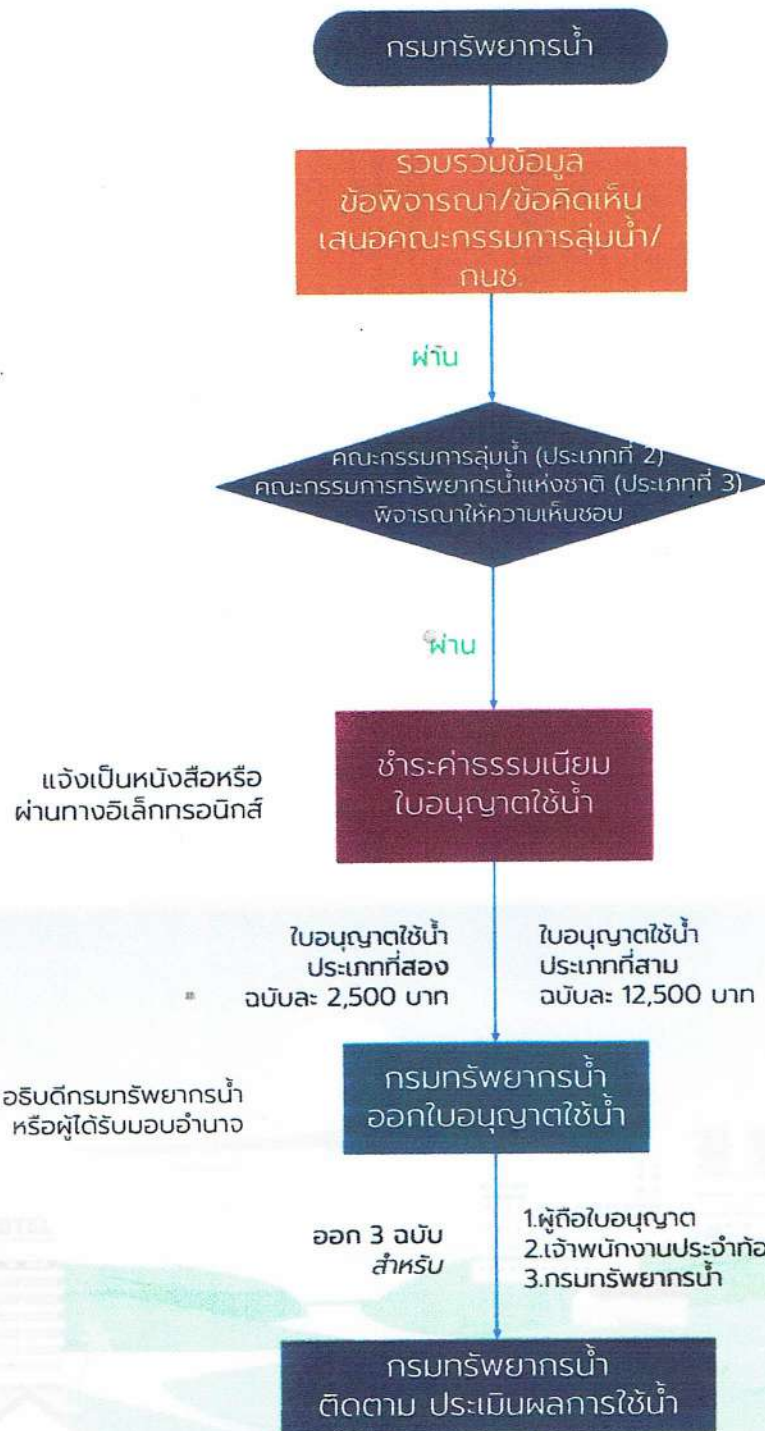 กรมทรัพยากรน้ำ
รวบรวมข้อมูล
ข้อพิจารณา/ข้อคิดเห็น
เสนอคณะกรรมการลุ่มน้ำ/
กนช.
ผ่าน
คณะกรรมการลุ่มน้ำ (ประเภทที่ 2)
คณะกรรมการทรัพยากรน้ำแห่งชาติ (ประเภทที่ 3)
พิจารณาให้ความเห็นชอบ
ผ่าน
แจ้งเป็นหนังสือหรือ
ผ่านทางอิเล็กทรอนิกส์
ชำระค่าธรรมเนียม
ใบอนุญาตใช้น้ำ
ใบอนุญาตใช้น้ำ
ประเภทที่สอง
ฉบับละ 2,500 บาท
ใบอนุญาตใช้น้ำ
ประเภทที่สาม
ฉบับละ 12,500 บาท
อธิบดีกรมทรัพยากรน้ำ
หรือผู้ได้รับมอบอำนาจ
กรมทรัพยากรน้ำ
ออกใบอนุญาตใช้น้ำ
ออก 3 ฉบับ
สำหรับ
1.ผู้ถือใบอนุญาต
2.เจ้าพนักงานประจำท้อ
3.กรมทรัพยากรน้ำ
กรมทรัพยากรน้ำ
ติดตาม ประเมินผลการใช้น้ำ